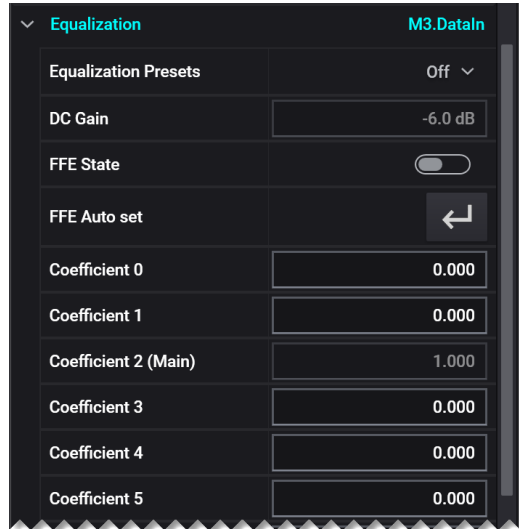 Equalization M3.DataIn
Equalization Presets Off
DC Gain -6.0 dB
FFE State
FFE Auto set
Coefficient 0 0.000
Coefficient 1 0.000
Coefficient 2 (Main) 1.000
Coefficient 3 0.000
Coefficient 4 0.000
Coefficient 5 0.000